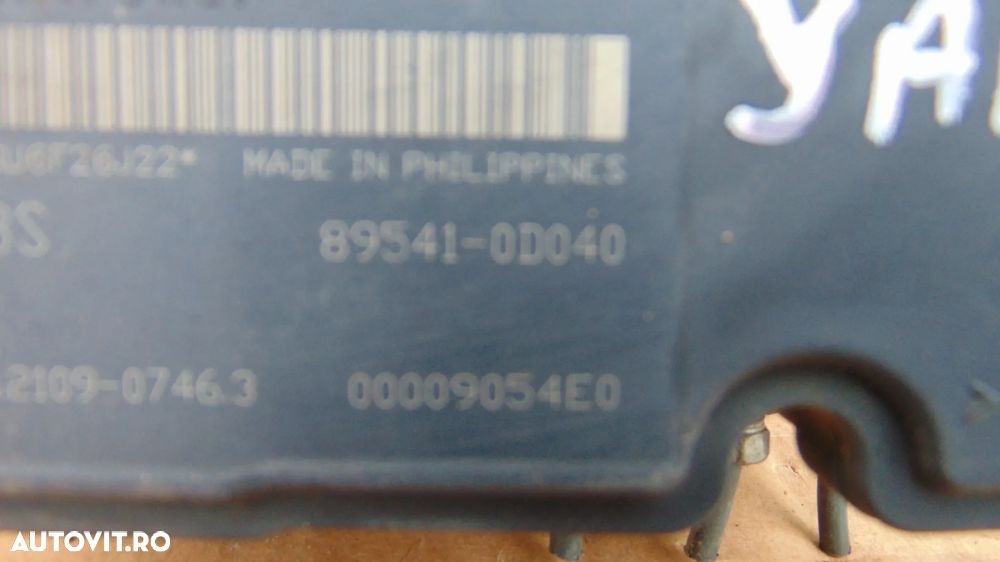 YA
U6F26J22* MADE IN PHILIPPINES
BS 89541-0D040
.2109-0746.3 00009054E0
AUTOVIT.RO